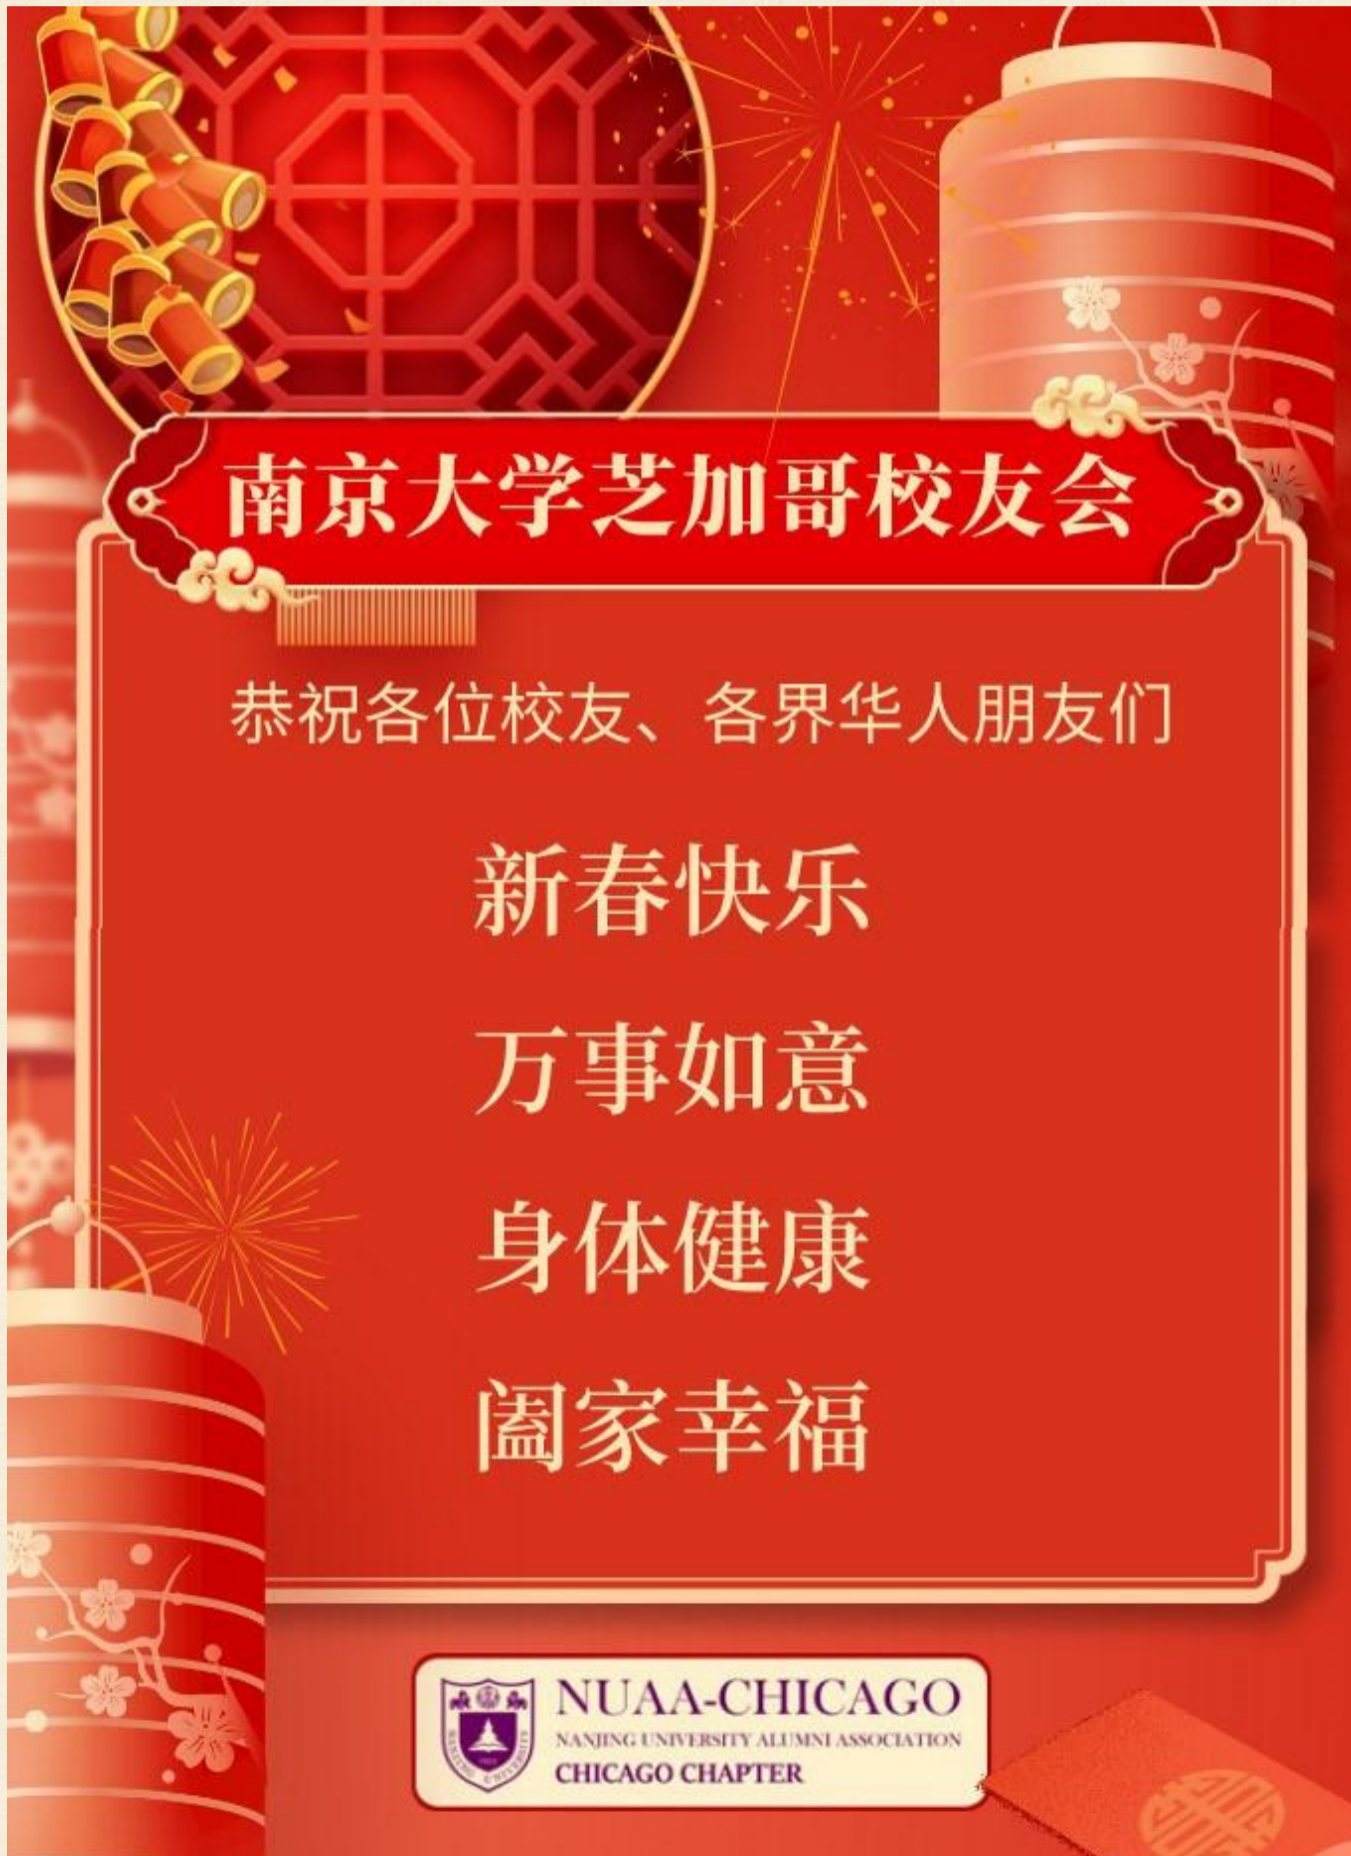 南京大学芝加哥校友会
恭祝各位校友、各界华人朋友们
新春快乐
万事如意
身体健康
阖家幸福
NUAA-CHICAGO
NANJING UNIVERSITY ALUMNI ASSOCIATION
CHICAGO CHAPTER
NANJING UNIVERSITY